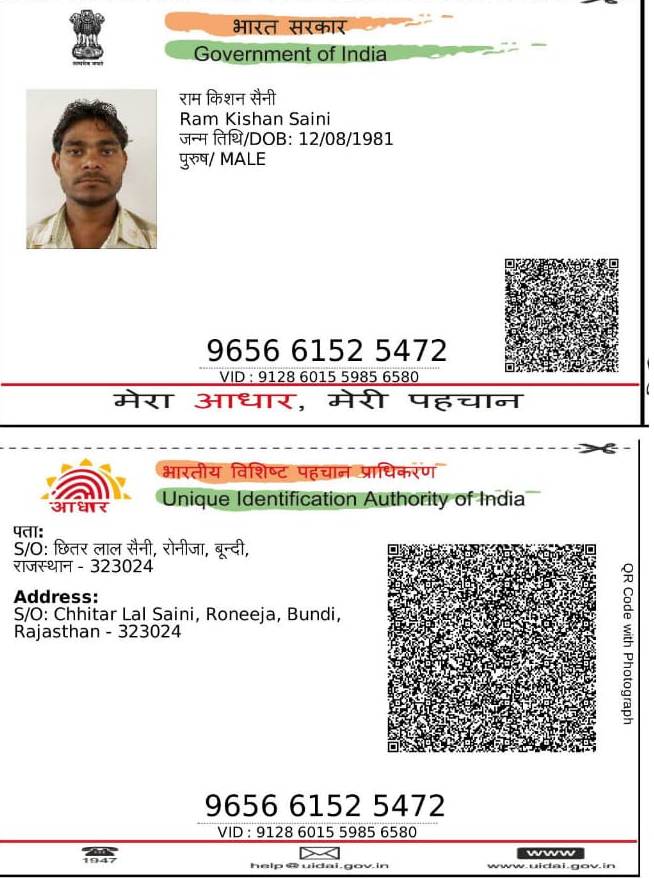 भारत सरकार
Government of India
राम किशन सैनी
Ram Kishan Saini
जन्म तिथि/DOB: 12/08/1981
पुरुष/ MALE
9656 6152 5472
VID : 9128 6015 5985 6580
मेरा आधार, मेरी पहचान
भारतीय विशिष्ट पहचान प्राधिकरण
Unique Identification Authority of India
आधार
पता:
S/O: छितर लाल सैनी, रोनीजा, बून्दी,
राजस्थान - 323024
Address:
S/O: Chhitar Lal Saini, Roneeja, Bundi,
Rajasthan - 323024
QR Code with Photograph
9656 6152 5472
VID : 9128 6015 5985 6580
1947
help@uidai.gov.in
www
www.uidai.gov.in